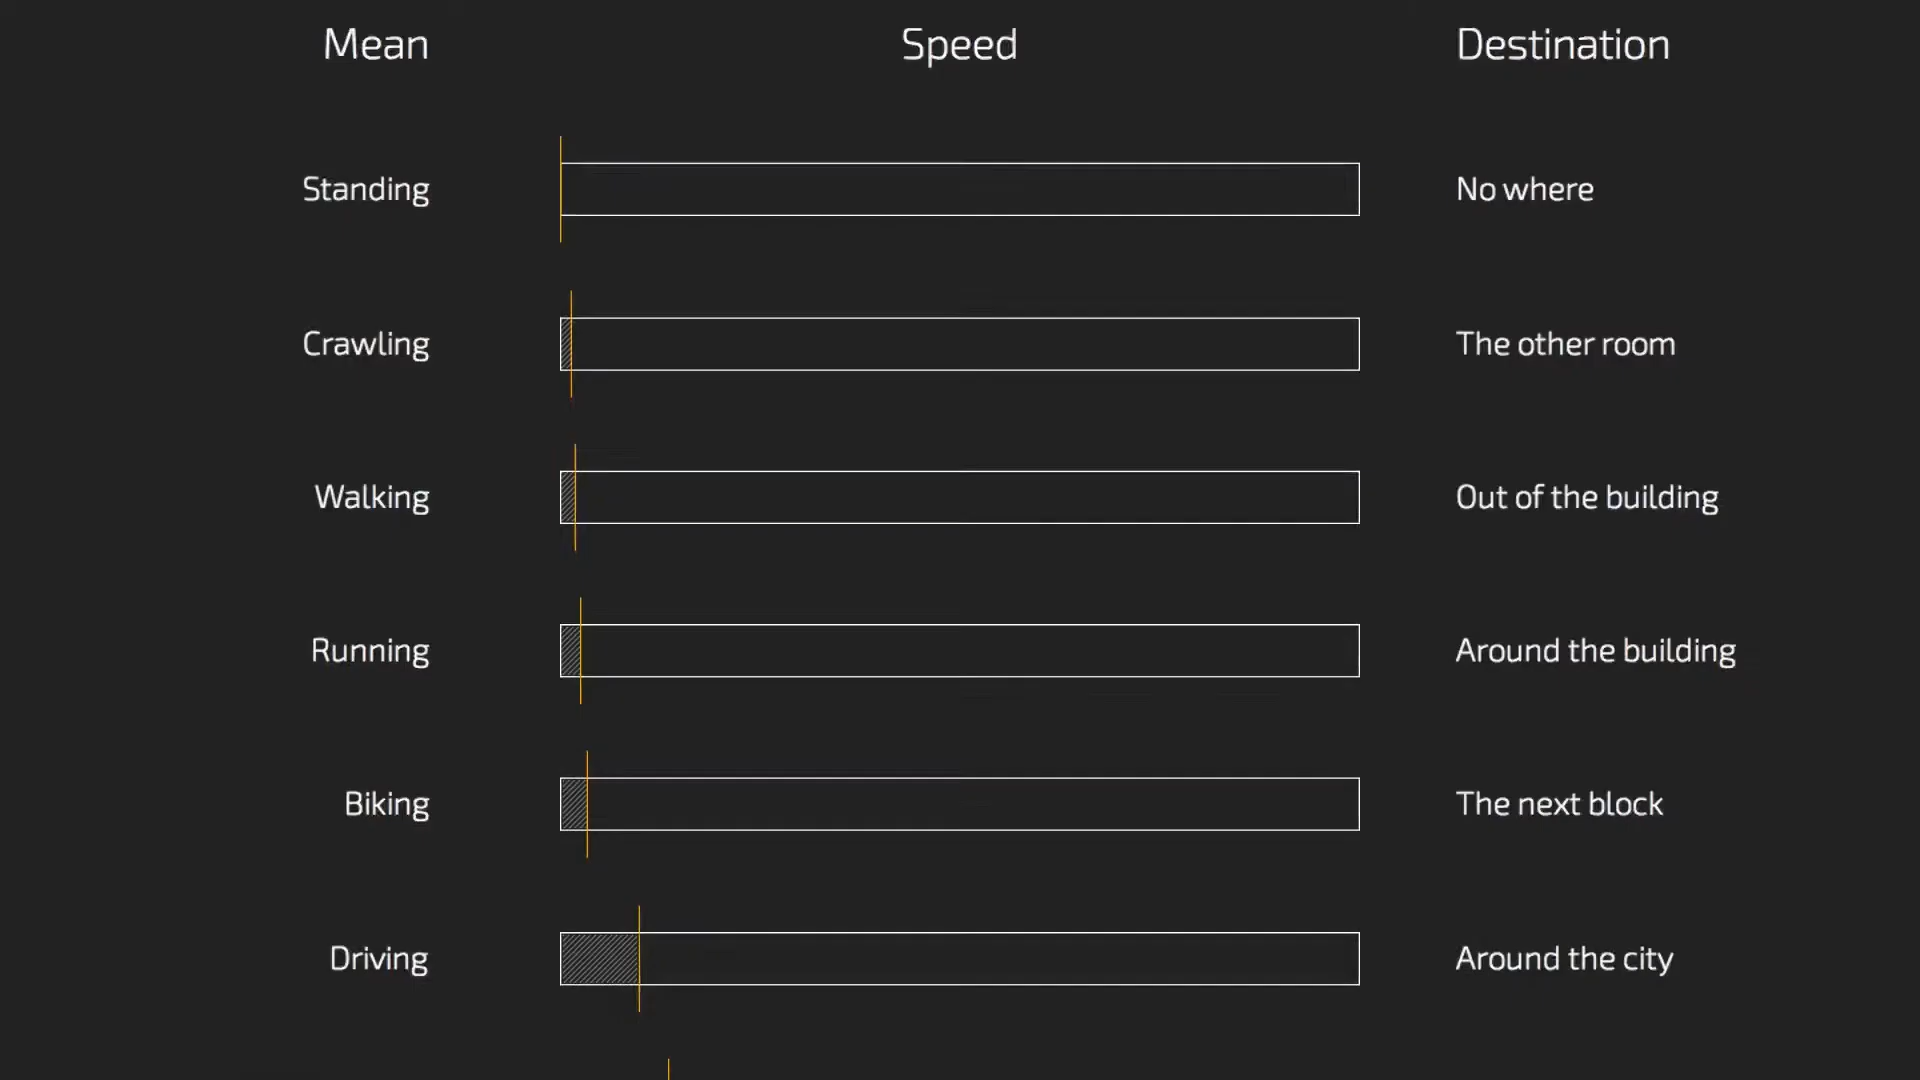 Mean Speed Destination
Standing No where
Crawling The other room
Walking Out of the building
Running Around the building
Biking The next block
Driving Around the city